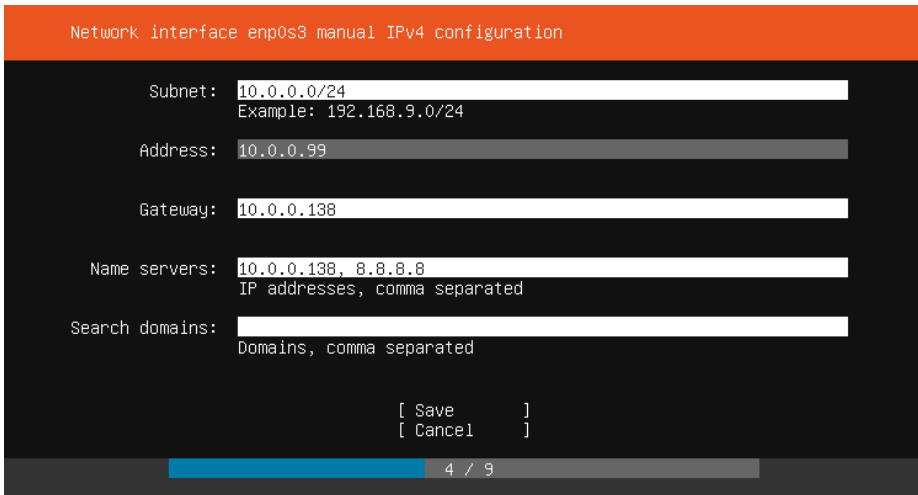 Network interface enp0s3 manual IPv4 configuration
Subnet: 10.0.0.0/24
Example: 192.168.9.0/24
Address: 10.0.0.99
Gateway: 10.0.0.138
Name servers: 10.0.0.138, 8.8.8.8
IP addresses, comma separated
Search domains:
Domains, comma separated
[ Save ]
[ Cancel ]
4 / 9